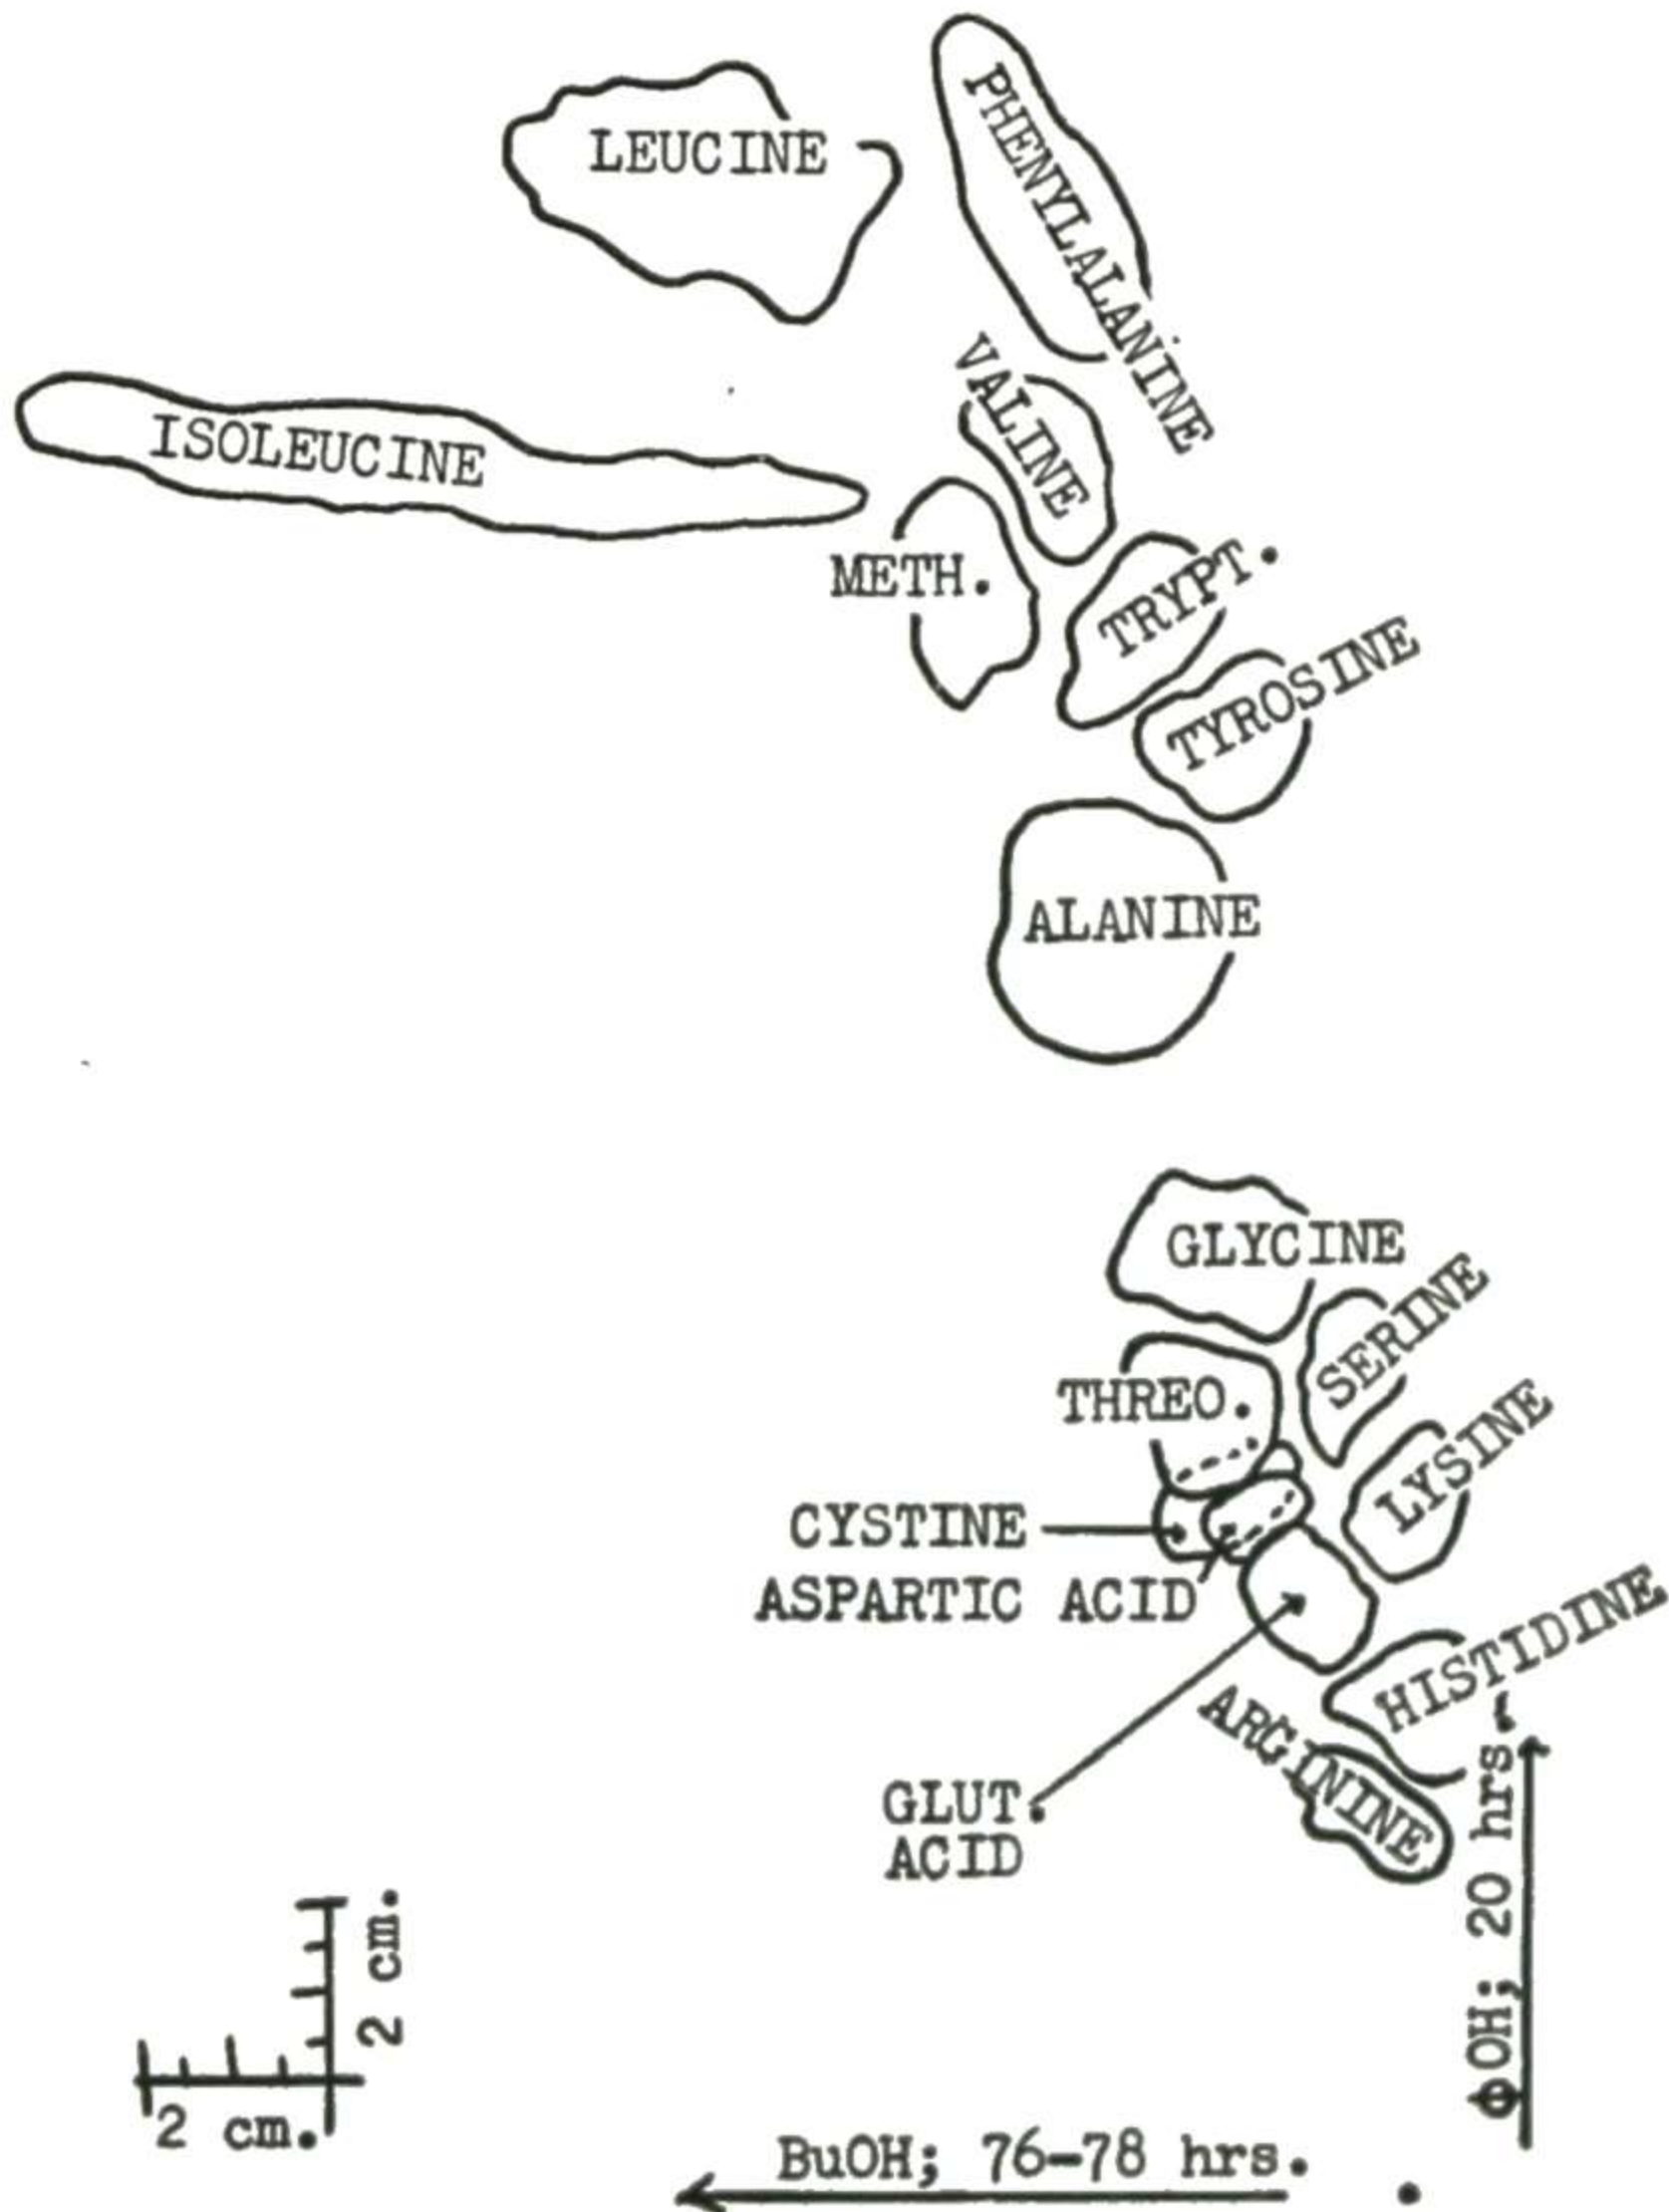 PHENYLALANINE
LEUCINE
VALINE
ISOLEUCINE
METH.
TRYPT.
TYROSINE
ALANINE
GLYCINE
SERINE
THREO.
LYSINE
CYSTINE
ASPARTIC ACID
HISTIDINE
ARGININE
GLUT.
ACID
ΦOH; 20 hrs.
2 cm.
2 cm.
BuOH; 76-78 hrs.